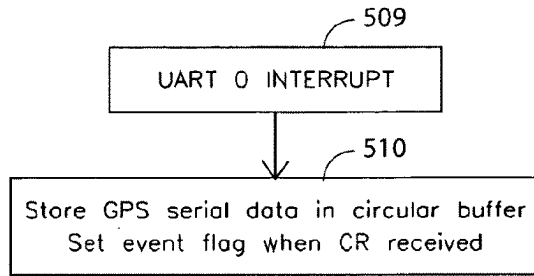 509
UART 0 INTERRUPT
510
Store GPS serial data in circular buffer
Set event flag when CR received